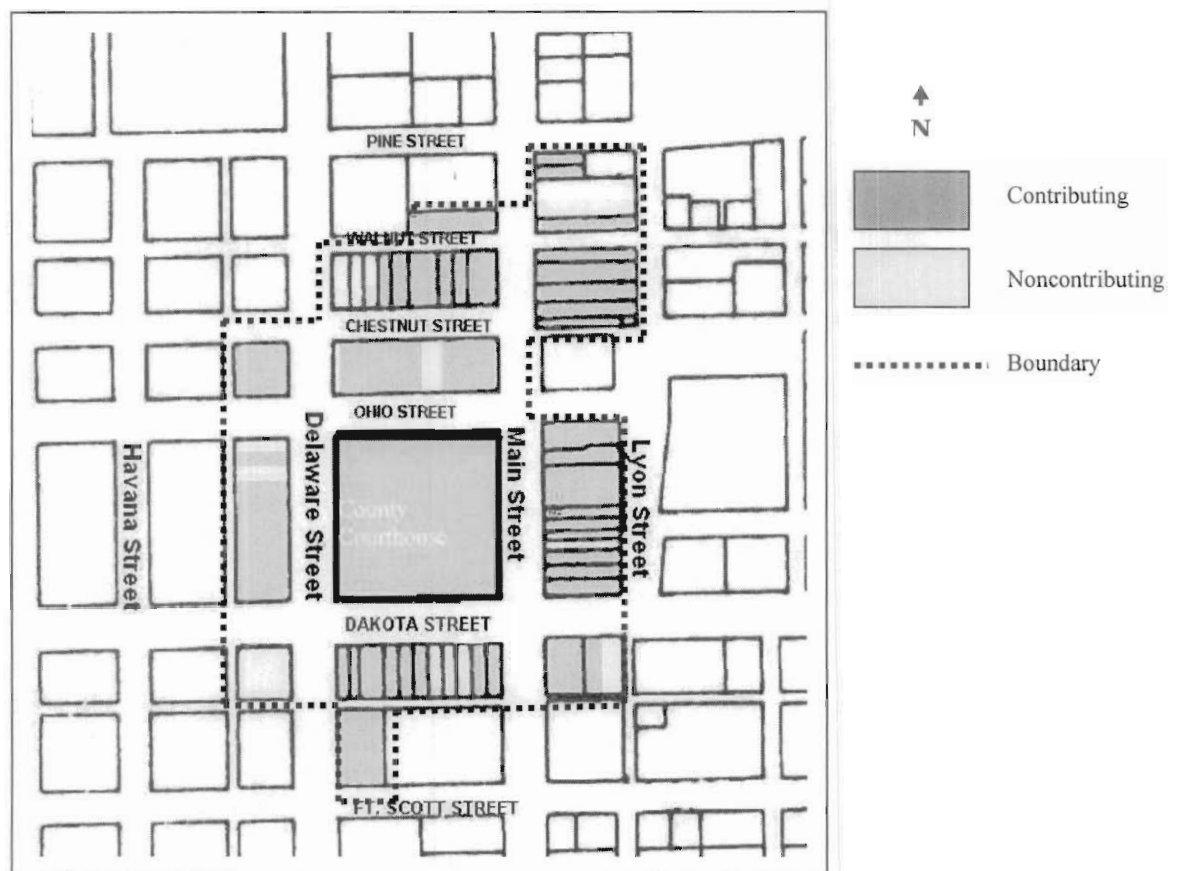 PINE STREET
N
Contributing
WALNUT STREET
Noncontributing
CHESTNUT STREET
Boundary
OHIO STREET
Havana Street
Delaware Street
Main Street
Lyon Street
County
Courthouse
DAKOTA STREET
FT. SCOTT STREET